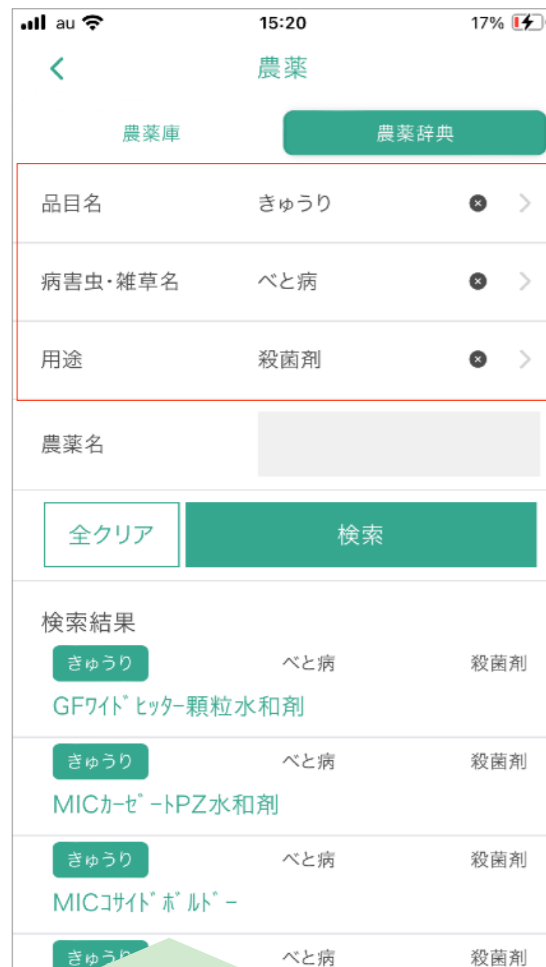 au 15:20 17%
農薬
農薬庫 農薬辞典
品目名 きゅうり
病害虫・雑草名 べと病
用途 殺菌剤
農薬名
全クリア 検索
検索結果
きゅうり べと病 殺菌剤
GFﾜｲﾄﾞﾋｯﾀｰ顆粒水和剤
きゅうり べと病 殺菌剤
MICｶｰｾﾞｰﾄPZ水和剤
きゅうり べと病 殺菌剤
MICｺｻｲﾄﾞﾎﾞﾙﾄﾞｰ
きゅうり べと病 殺菌剤